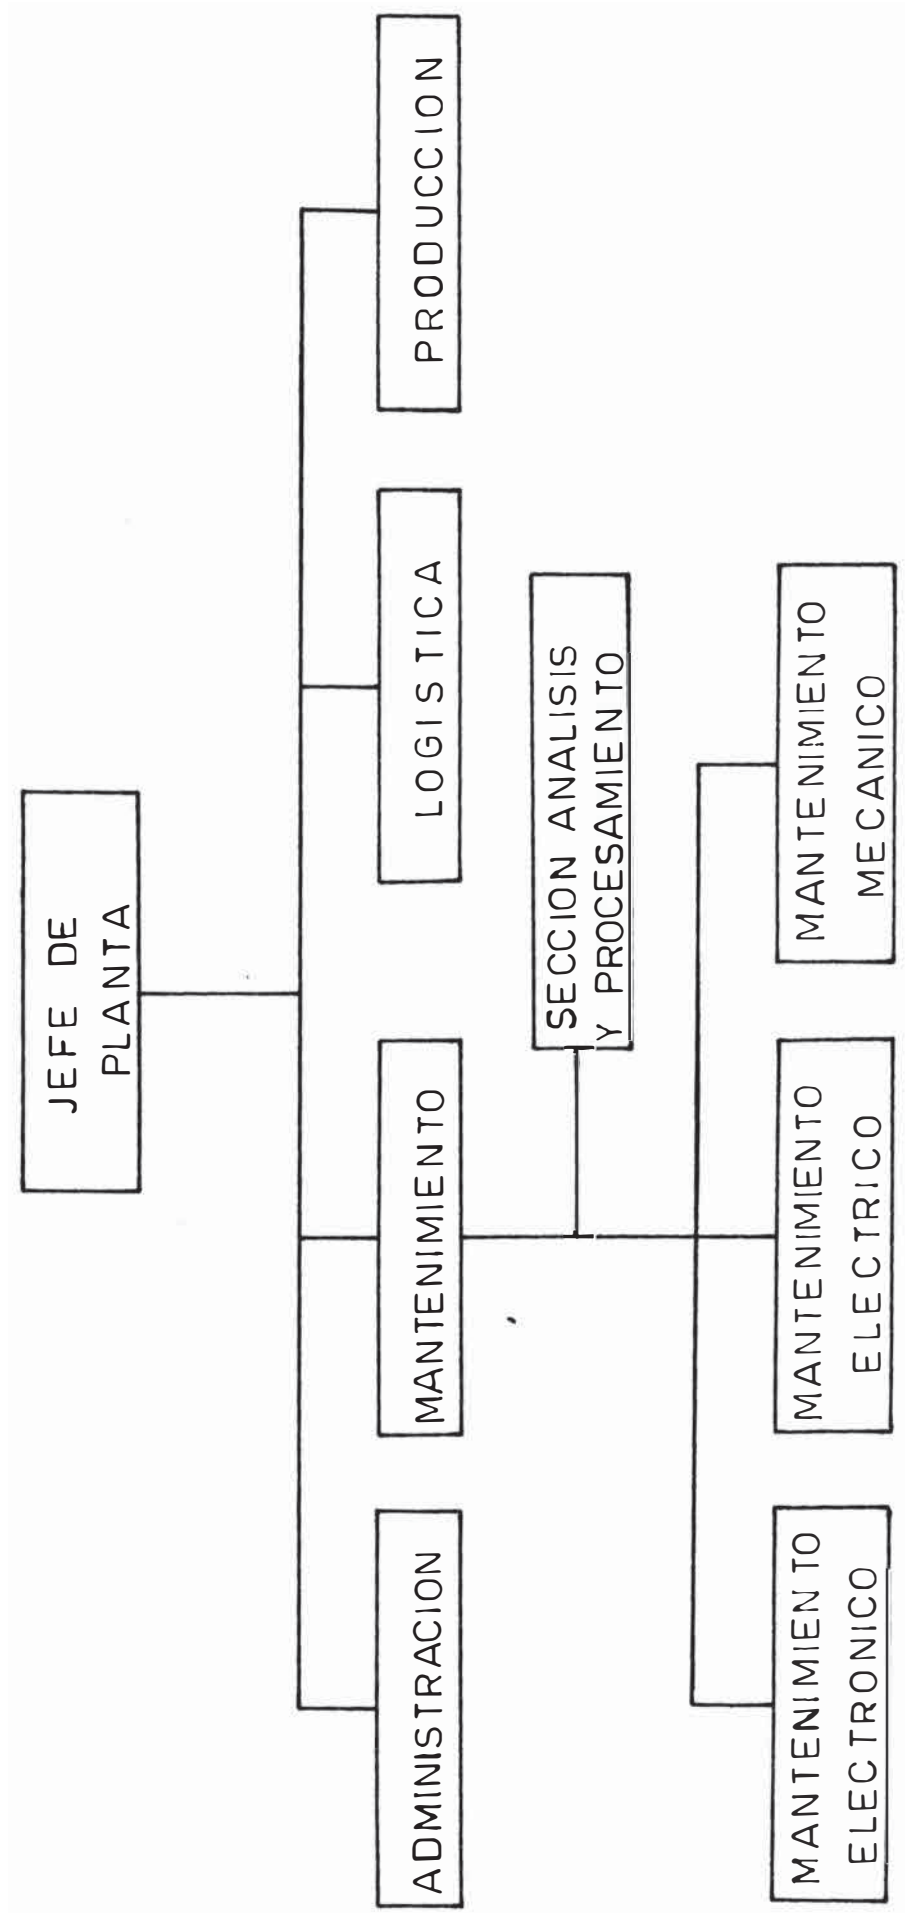 JEFE DE
PLANTA
ADMINISTRACION
MANTENIMIENTO
LOGISTICA
PRODUCCION
SECCION ANALISIS
Y PROCESAMIENTO
MANTENIMIENTO
ELECTRONICO
MANTENIMIENTO
ELECTRICO
MANTENIMIENTO
MECANICO